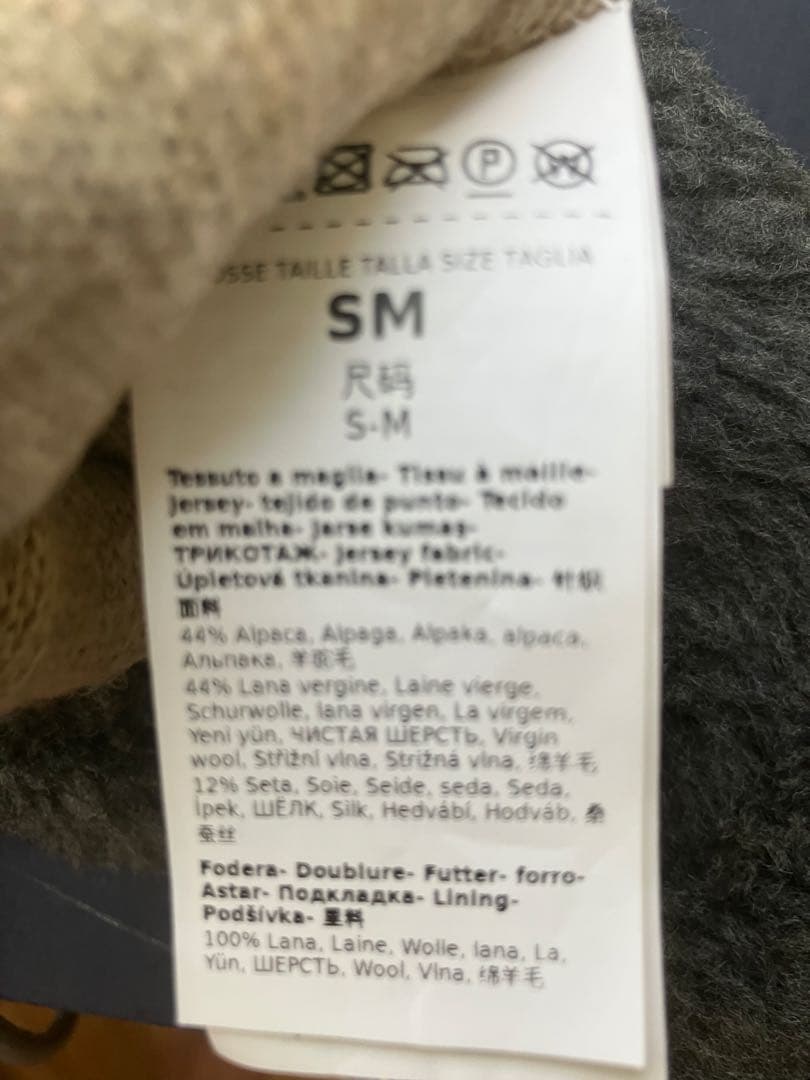 P
TAILLE TALLA SIZE TAGLIA
SM
尺码
S-M
Tessuto a maglia- Tissu à maille-
Jersey- tejido de punto- Tecido
em malha- jarse kumaş-
ТРИКОТАЖ- jersey fabric-
Úpletová tkanina- Pletenina- 针织
面料
44% Alpaca, Alpaga, Alpaka, alpaca,
Альпака, 羊驼毛
44% Lana vergine, Laine vierge,
Schurwolle, lana virgen, La virgem,
Yeni yün, ЧИСТАЯ ШЕРСТЬ, Virgin
wool, Střižní vlna, Strižná vlna, 绵羊毛
12% Seta, Soie, Seide, seda, Seda,
İpek, ШЁЛК, Silk, Hedvábí, Hodváb, 桑
蚕丝
Fodera- Doublure- Futter- forro-
Astar- Подкладка- Lining-
Podšívka- 里料
100% Lana, Laine, Wolle, lana, La,
Yün, ШЕРСТЬ, Wool, Vlna, 绵羊毛